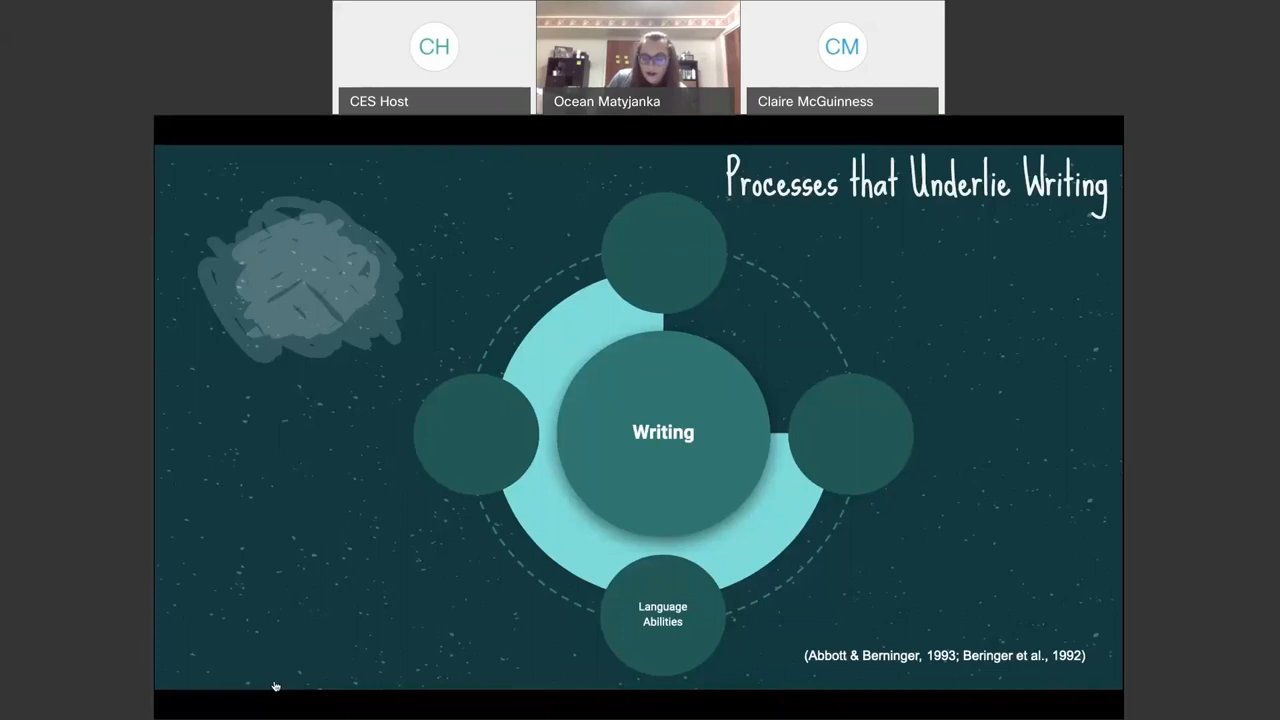 CH
CM
CES Host
Ocean Matyjanka
Claire McGuinness
Processes that Underlie Writing
Writing
Language
Abilities
(Abbott & Berninger, 1993; Beringer et al., 1992)